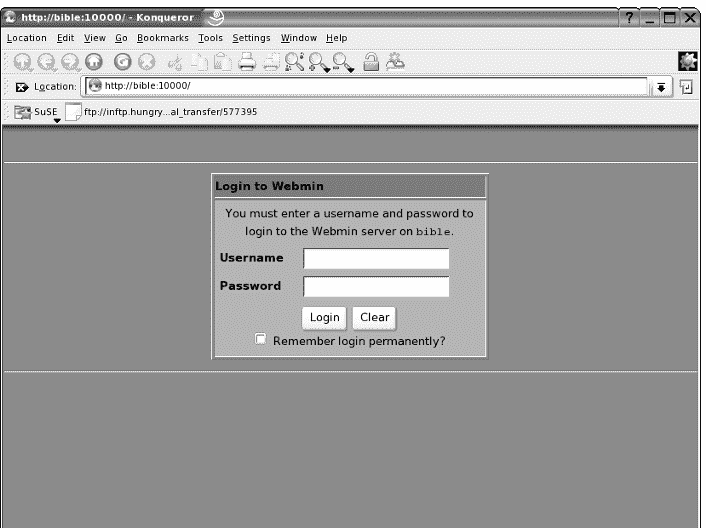 http://bible:10000/ - Konqueror
?
Location Edit View Go Bookmarks Tools Settings Window Help
Location: http://bible:10000/
SuSE ftp://inftp.hungry...al_transfer/577395
Login to Webmin
You must enter a username and password to
login to the Webmin server on bible.
Username
Password
Login Clear
Remember login permanently?